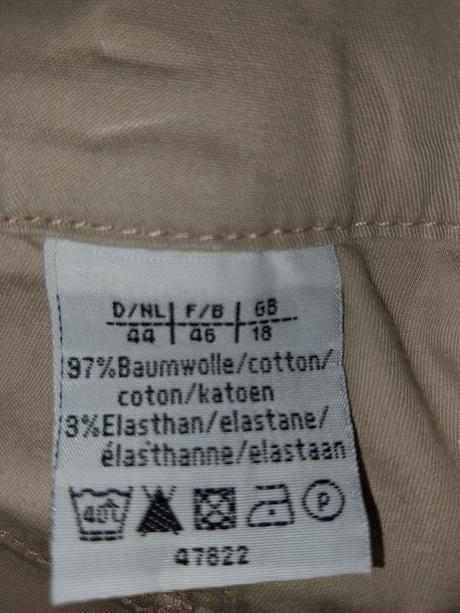 D/NL | F/B | GB
44 | 46 | 18
97%Baumwolle/cotton/
coton/katoen
3%Elasthan/elastane/
élasthanne/elastaan
40° P
47822